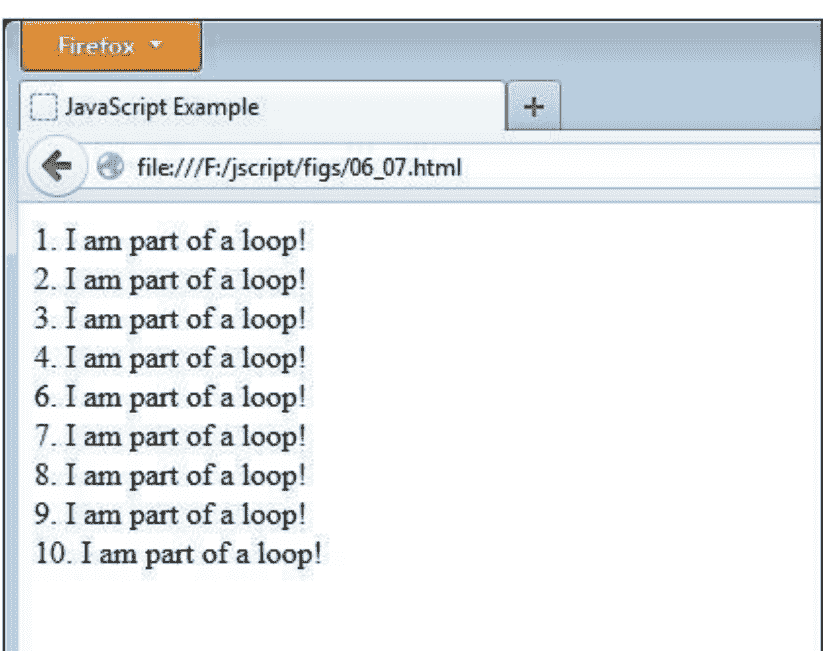 Firefox
JavaScript Example
file:///F:/jscript/figs/06_07.html
1. I am part of a loop!
2. I am part of a loop!
3. I am part of a loop!
4. I am part of a loop!
6. I am part of a loop!
7. I am part of a loop!
8. I am part of a loop!
9. I am part of a loop!
10. I am part of a loop!